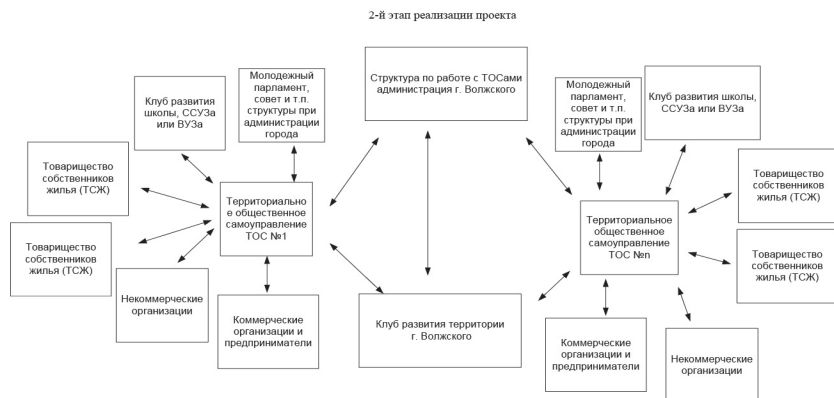 2-й этап реализации проекта
Молодежный
парламент,
совет и т.п.
структуры при
администрации
города
Структура по работе с ТОСами
администрация г. Волжского
Молодежный
парламент,
совет и т.п.
структуры при
администрации
города
Клуб развития
школы, ССУЗа
или ВУЗа
Клуб развития
школы,
ССУЗа или ВУЗа
Товарищество
собственников
жилья (ТСЖ)
Товарищество
собственников
жилья (ТСЖ)
Территориально
е общественное
самоуправление
ТОС №1
Территориальное
общественное
самоуправление
ТОС №n
Товарищество
собственников
жилья (ТСЖ)
Товарищество
собственников
жилья (ТСЖ)
Некоммерческие
организации
Коммерческие
организации и
предприниматели
Клуб развития территории
г. Волжского
Коммерческие
организации и
предприниматели
Некоммерческие
организации